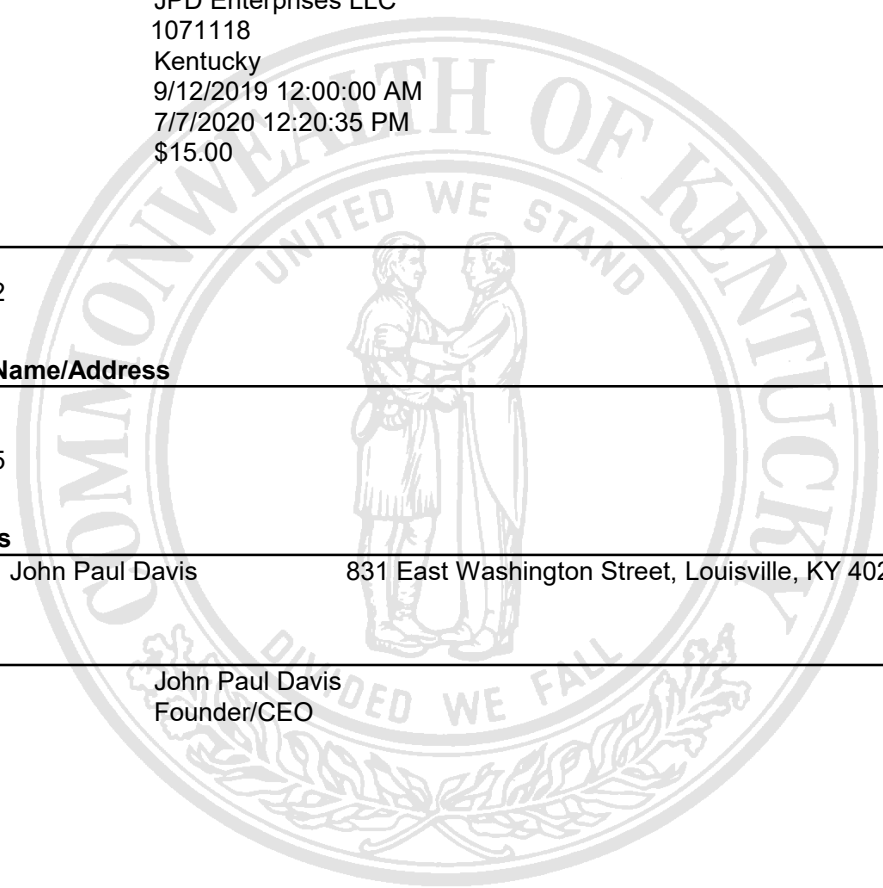 JPD Enterprises LLC
1071118
Kentucky
9/12/2019 12:00:00 AM
7/7/2020 12:20:35 PM
$15.00
COMMONWEALTH OF KENTUCKY
UNITED WE STAND
2
Name/Address
5
s
John Paul Davis 831 East Washington Street, Louisville, KY 402
DIVIDED WE FALL
John Paul Davis
Founder/CEO